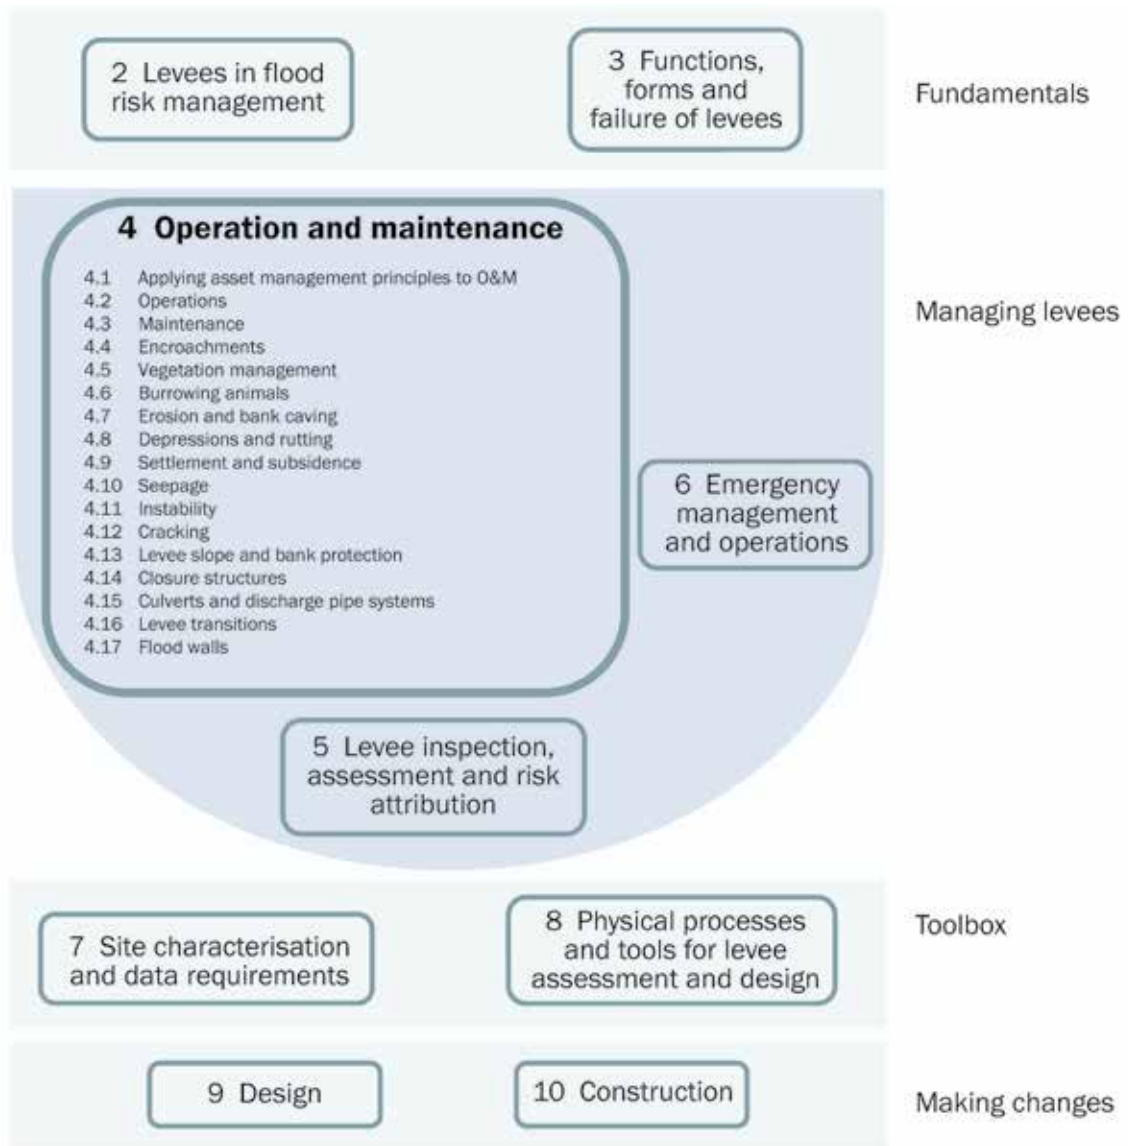 2 Levees in flood
risk management
3 Functions,
forms and
failure of levees
Fundamentals
4 Operation and maintenance
4.1 Applying asset management principles to O&M
4.2 Operations
4.3 Maintenance
4.4 Encroachments
4.5 Vegetation management
4.6 Burrowing animals
4.7 Erosion and bank caving
4.8 Depressions and rutting
4.9 Settlement and subsidence
4.10 Seepage
4.11 Instability
4.12 Cracking
4.13 Levee slope and bank protection
4.14 Closure structures
4.15 Culverts and discharge pipe systems
4.16 Levee transitions
4.17 Flood walls
Managing levees
6 Emergency
management
and operations
5 Levee inspection,
assessment and risk
attribution
7 Site characterisation
and data requirements
8 Physical processes
and tools for levee
assessment and design
Toolbox
9 Design
10 Construction
Making changes